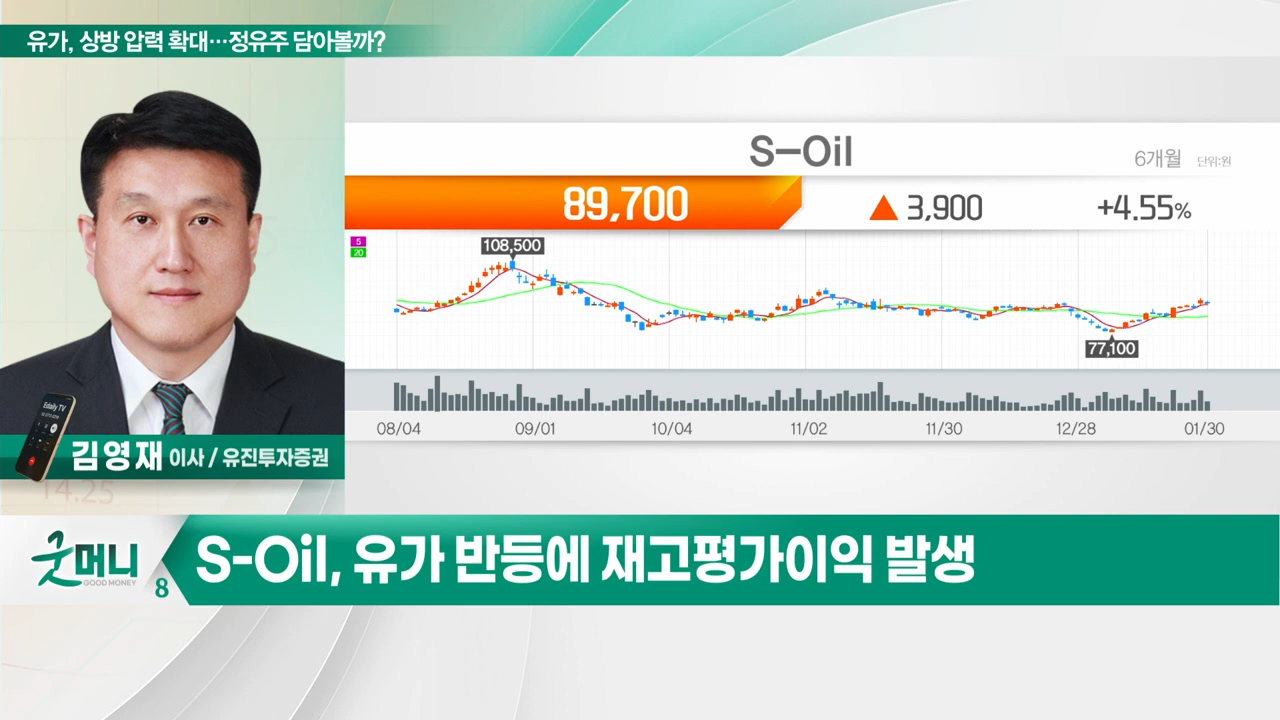 유가, 상방 압력 확대…정유주 담아볼까?
S-Oil
6개월 단위:원
89,700 ▲ 3,900 +4.55%
5
20
108,500
77,100
08/04 09/01 10/04 11/02 11/30 12/28 01/30
Edaily TV
김영재 이사 / 유진투자증권
14.25
굿머니
GOOD MONEY
8
S-Oil, 유가 반등에 재고평가이익 발생